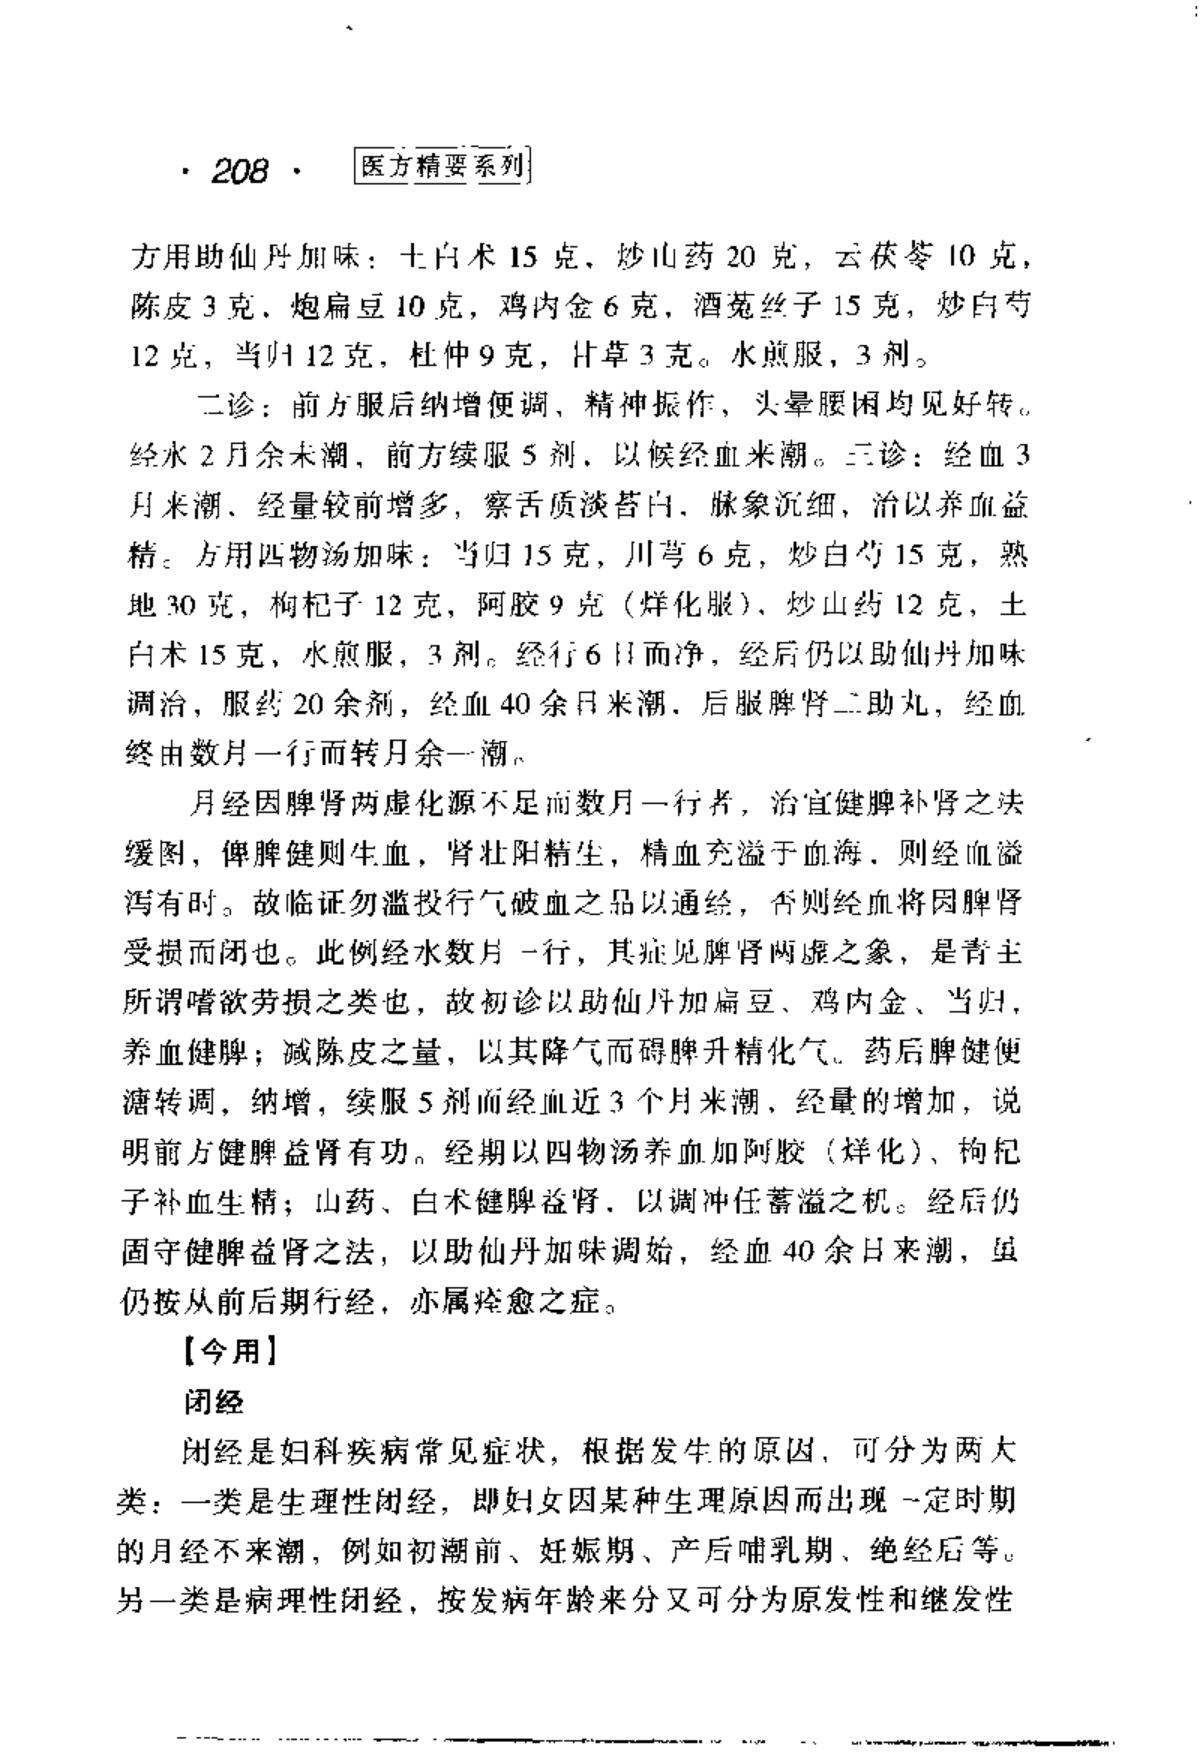 · 208 · 医方精要系列
方用助仙丹加味：土白术 15 克，炒山药 20 克，云茯苓 10 克，
陈皮 3 克，炮扁豆 10 克，鸡内金 6 克，酒菟丝子 15 克，炒白芍
12 克，当归 12 克，杜仲 9 克，甘草 3 克。水煎服，3 剂。
二诊：前方服后纳增便调，精神振作，头晕腰困均见好转。
经水 2 月余未潮，前方续服 5 剂，以候经血来潮。三诊：经血 3
月来潮，经量较前增多，察舌质淡苔白，脉象沉细，治以养血益
精。方用四物汤加味：当归 15 克，川芎 6 克，炒白芍 15 克，熟
地 30 克，枸杞子 12 克，阿胶 9 克（烊化服），炒山药 12 克，土
白术 15 克，水煎服，3 剂。经行 6 日而净，经后仍以助仙丹加味
调治，服药 20 余剂，经血 40 余日来潮，后服脾肾二助丸，经血
终由数月一行而转月余一潮。
月经因脾肾两虚化源不足而数月一行者，治宜健脾补肾之法
缓图，俾脾健则生血，肾壮阳精生，精血充溢于血海，则经血溢
泻有时。故临证勿滥投行气破血之品以通经，否则经血将因脾肾
受损而闭也。此例经水数月一行，其症见脾肾两虚之象，是青主
所谓嗜欲劳损之类也，故初诊以助仙丹加扁豆、鸡内金、当归，
养血健脾；减陈皮之量，以其降气而碍脾升精化气。药后脾健便
溏转调，纳增，续服 5 剂而经血近 3 个月来潮，经量的增加，说
明前方健脾益肾有功。经期以四物汤养血加阿胶（烊化）、枸杞
子补血生精；山药、白术健脾益肾，以调冲任蓄溢之机。经后仍
固守健脾益肾之法，以助仙丹加味调始，经血 40 余日来潮，虽
仍按从前后期行经，亦属痊愈之症。
【今用】
闭经
闭经是妇科疾病常见症状，根据发生的原因，可分为两大
类：一类是生理性闭经，即妇女因某种生理原因而出现一定时期
的月经不来潮，例如初潮前、妊娠期、产后哺乳期、绝经后等。
另一类是病理性闭经，按发病年龄来分又可分为原发性和继发性